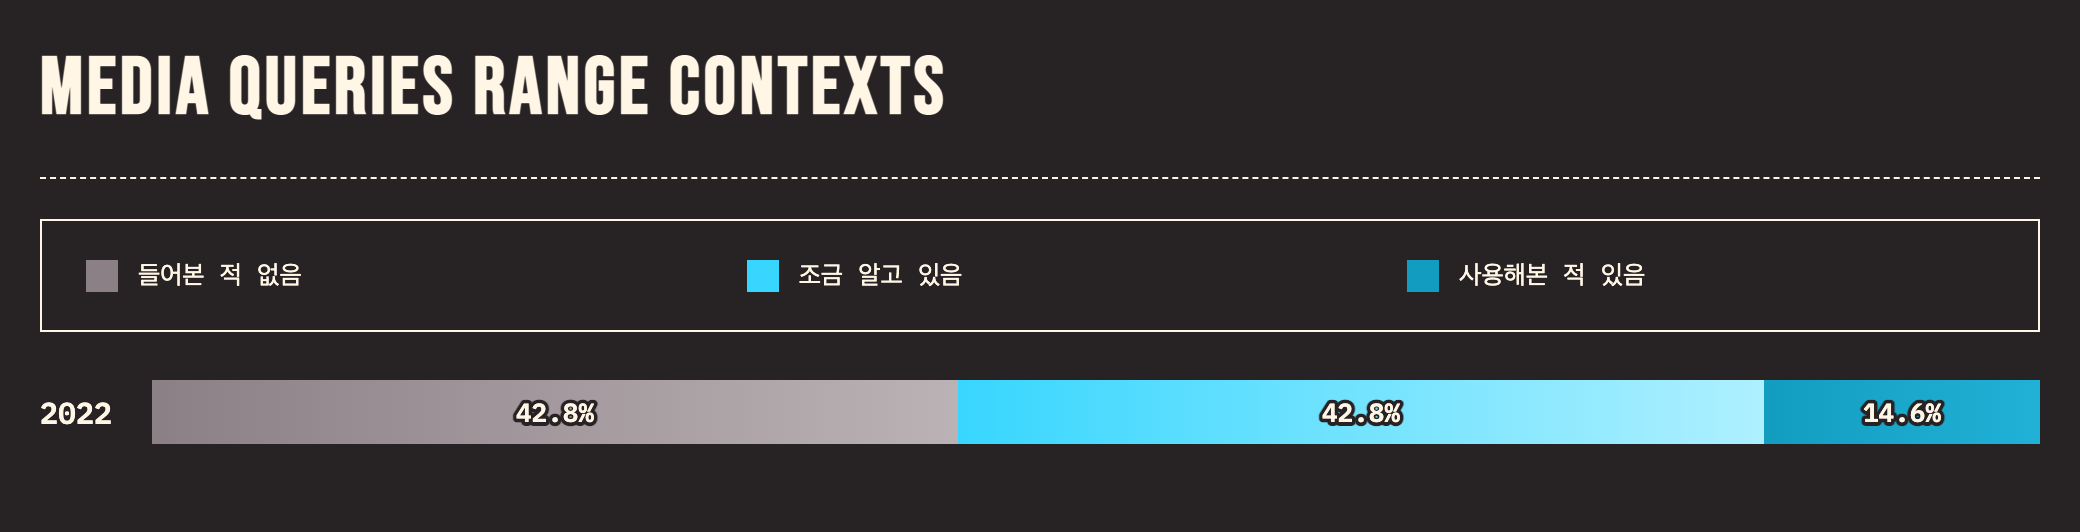 MEDIA QUERIES RANGE CONTEXTS
들어본 적 없음 조금 알고 있음 사용해본 적 있음
2022 42.8% 42.8% 14.6%